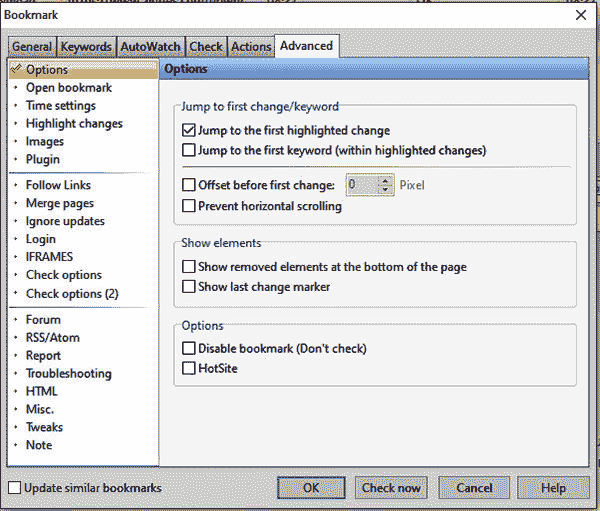 Bookmark
General Keywords AutoWatch Check Actions Advanced
Options
Open bookmark
Time settings
Highlight changes
Images
Plugin
Follow Links
Merge pages
Ignore updates
Login
IFRAMES
Check options
Check options (2)
Forum
RSS/Atom
Report
Troubleshooting
HTML
Misc.
Tweaks
Note
Options
Jump to first change/keyword
Jump to the first highlighted change
Jump to the first keyword (within highlighted changes)
Offset before first change: 0 Pixel
Prevent horizontal scrolling
Show elements
Show removed elements at the bottom of the page
Show last change marker
Options
Disable bookmark (Don't check)
HotSite
Update similar bookmarks OK Check now Cancel Help